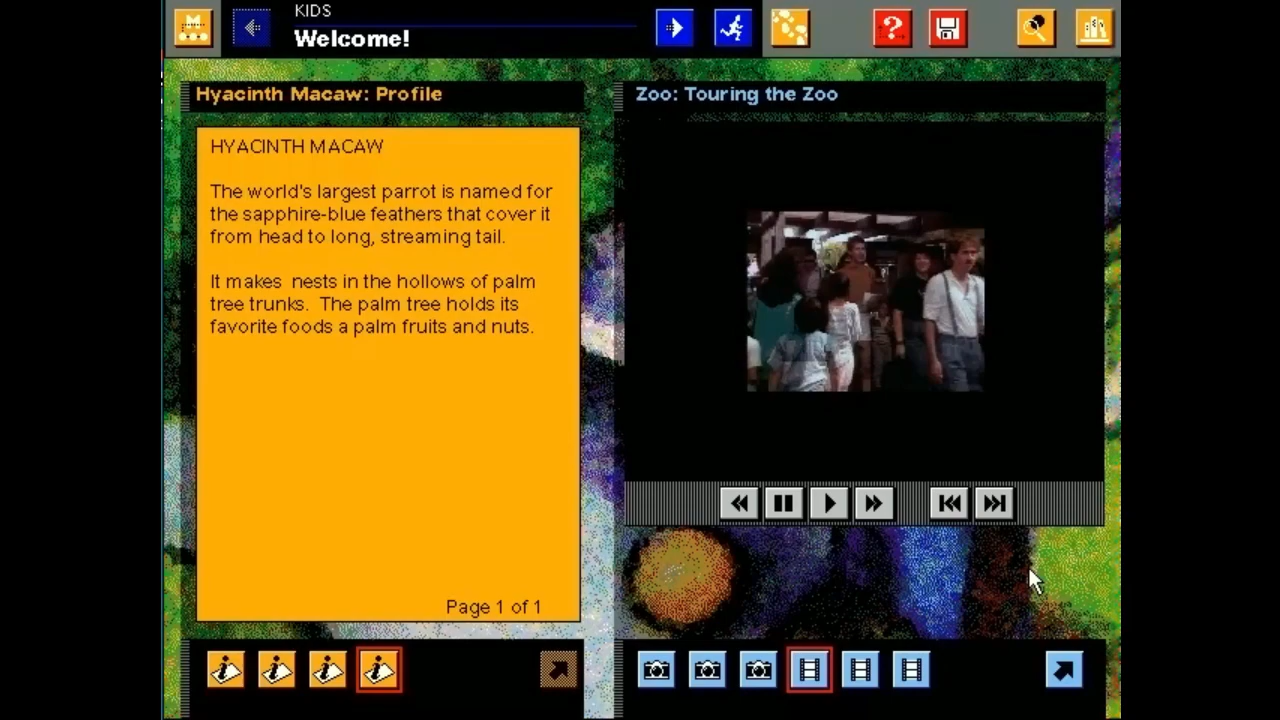 KIDS
Welcome!
?
Hyacinth Macaw: Profile
Zoo: Touring the Zoo
HYACINTH MACAW
The world's largest parrot is named for
the sapphire-blue feathers that cover it
from head to long, streaming tail.
It makes  nests in the hollows of palm
tree trunks.  The palm tree holds its
favorite foods a palm fruits and nuts.
Page 1 of 1